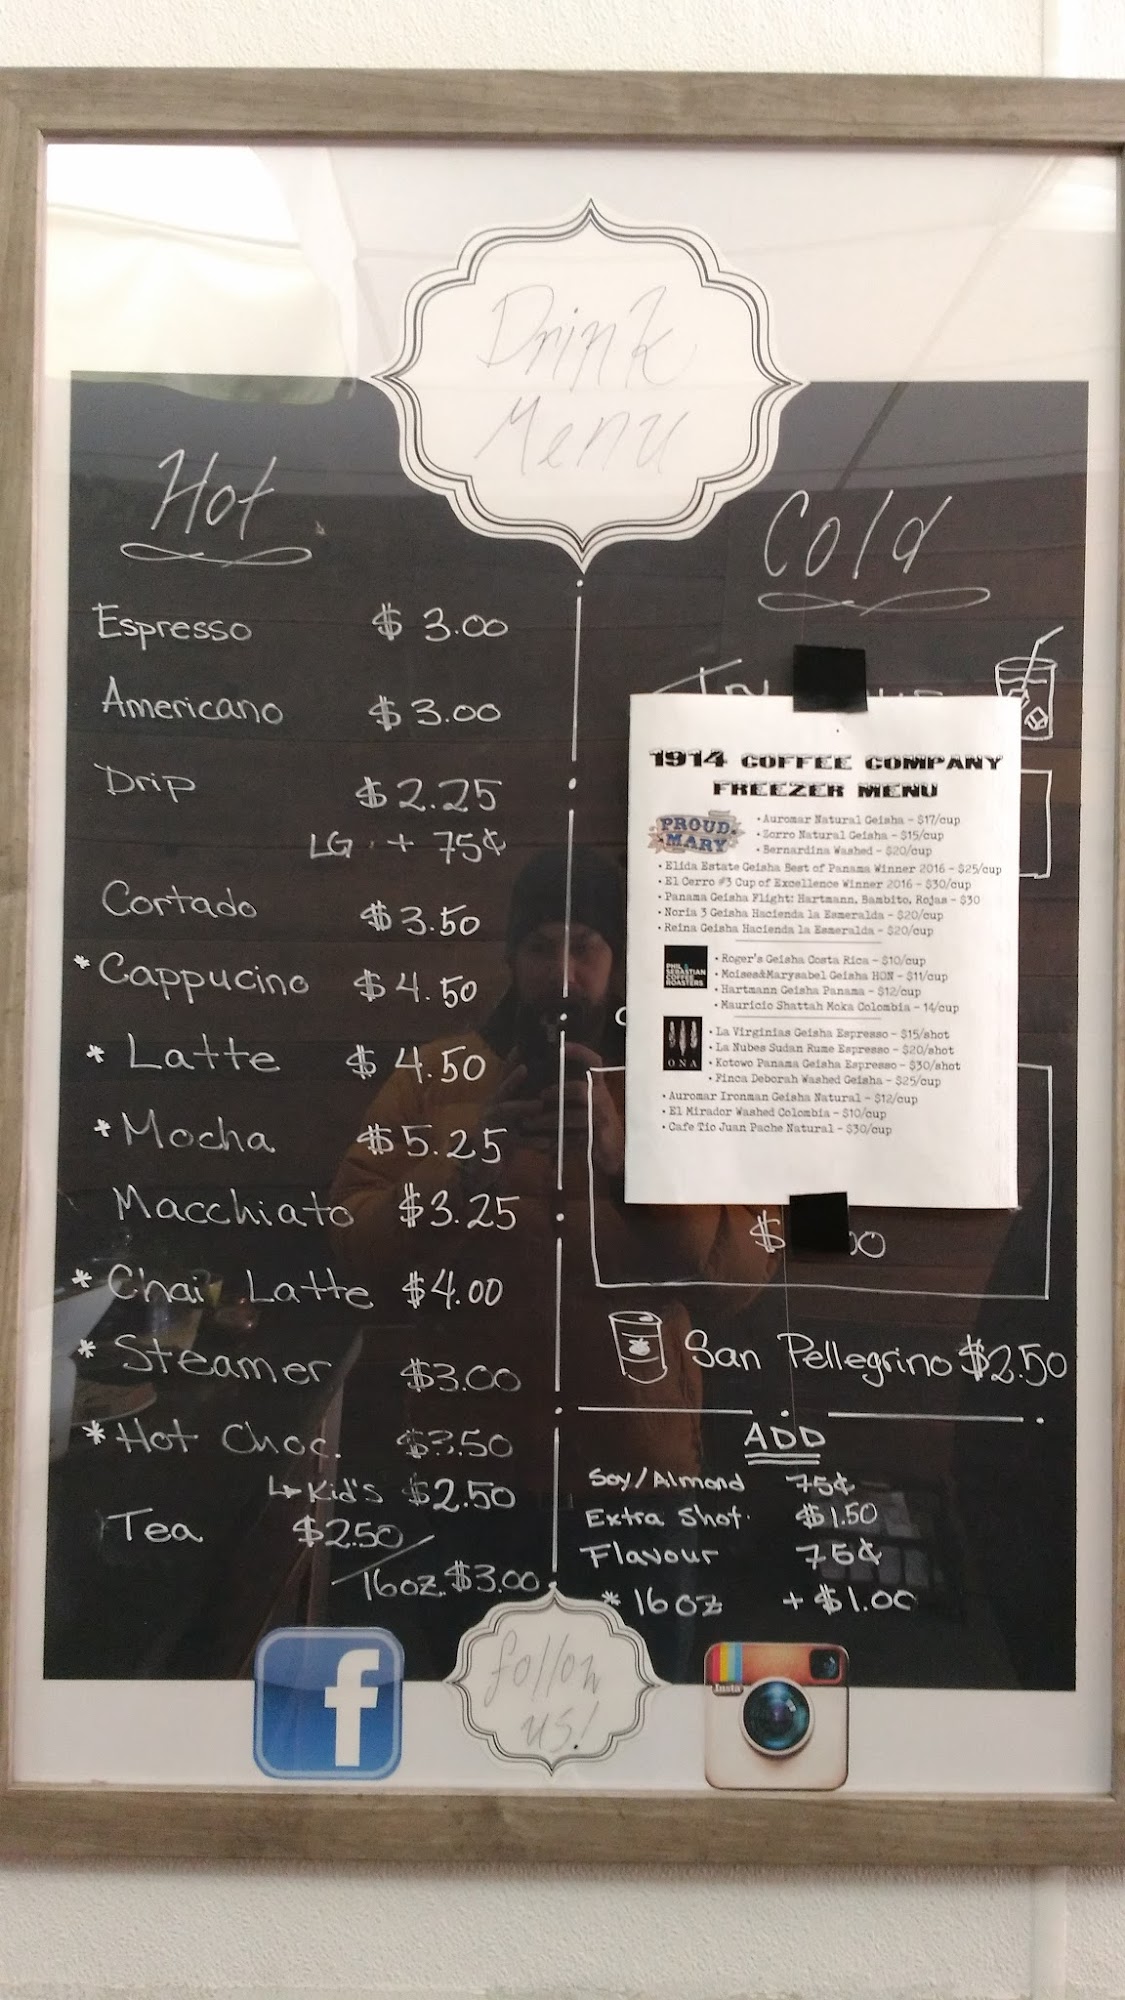 Drink
Menu
Hot
Espresso $ 3.00
Americano $ 3.00
Drip $ 2.25
LG. + 75¢
Cortado $3.50
* Cappucino $ 4.50
* Latte $ 4.50
* Mocha $5.25
Macchiato $3.25
* Chai Latte $4.00
* Steamer $3.00
* Hot Choc. $3.50
↳ Kid's $2.50
Tea $2.50
/ 16oz. $3.00
Cold
1914 COFFEE COMPANY
FREEZER MENU
PROUD MARY
• Auromar Natural Geisha - $17/cup
• Zorro Natural Geisha - $15/cup
• Bernardina Washed - $20/cup
• Elida Estate Geisha Best of Panama Winner 2016 - $25/cup
• El Cerro #3 Cup of Excellence Winner 2016 - $30/cup
• Panama Geisha Flight: Hartmann, Bambito, Rojas - $30
• Noria 3 Geisha Hacienda la Esmeralda - $20/cup
• Reina Geisha Hacienda la Esmeralda - $20/cup
PHIL & SEBASTIAN COFFEE ROASTERS
• Roger's Geisha Costa Rica - $10/cup
• Moises&Marysabel Geisha HON - $11/cup
• Hartmann Geisha Panama - $12/cup
• Mauricio Shattah Moka Colombia - 14/cup
ONA
• La Virginias Geisha Espresso - $15/shot
• La Nubes Sudan Rume Espresso - $20/shot
• Kotowo Panama Geisha Espresso - $30/shot
• Finca Deborah Washed Geisha - $25/cup
• Auromar Ironman Geisha Natural - $12/cup
• El Mirador Washed Colombia - $10/cup
• Cafe Tio Juan Pache Natural - $30/cup
San Pellegrino $2.50
ADD
Soy/Almond 75¢
Extra Shot. $1.50
Flavour 75¢
* 16oz + $1.00
f
follow
us!
Insta